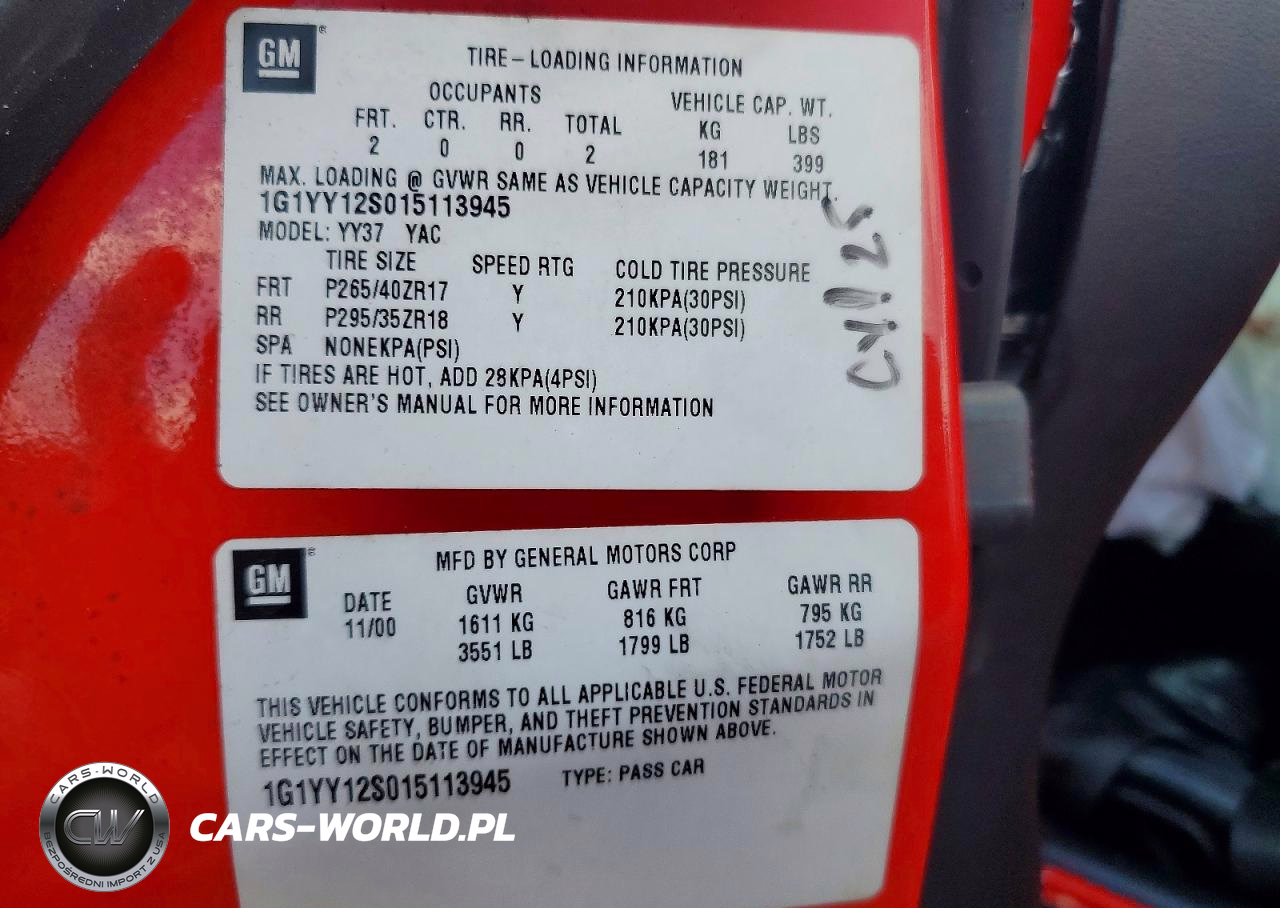 GM ®
TIRE-LOADING INFORMATION
OCCUPANTS VEHICLE CAP. WT.
FRT. CTR. RR. TOTAL KG LBS
2 0 0 2 181 399
MAX. LOADING @ GVWR SAME AS VEHICLE CAPACITY WEIGHT.
1G1YY12S015113945
MODEL: YY37 YAC
TIRE SIZE SPEED RTG COLD TIRE PRESSURE
FRT P265/40ZR17 Y 210KPA(30PSI)
RR P295/35ZR18 Y 210KPA(30PSI)
SPA NONEKPA(PSI)
IF TIRES ARE HOT, ADD 28KPA(4PSI)
SEE OWNER'S MANUAL FOR MORE INFORMATION
GM ®
MFD BY GENERAL MOTORS CORP
DATE GVWR GAWR FRT GAWR RR
11/00 1611 KG 816 KG 795 KG
3551 LB 1799 LB 1752 LB
THIS VEHICLE CONFORMS TO ALL APPLICABLE U.S. FEDERAL MOTOR
VEHICLE SAFETY, BUMPER, AND THEFT PREVENTION STANDARDS IN
EFFECT ON THE DATE OF MANUFACTURE SHOWN ABOVE.
1G1YY12S015113945 TYPE: PASS CAR
CARS-WORLD
CW
BEZPOŚREDNI IMPORT Z USA
CARS-WORLD.PL